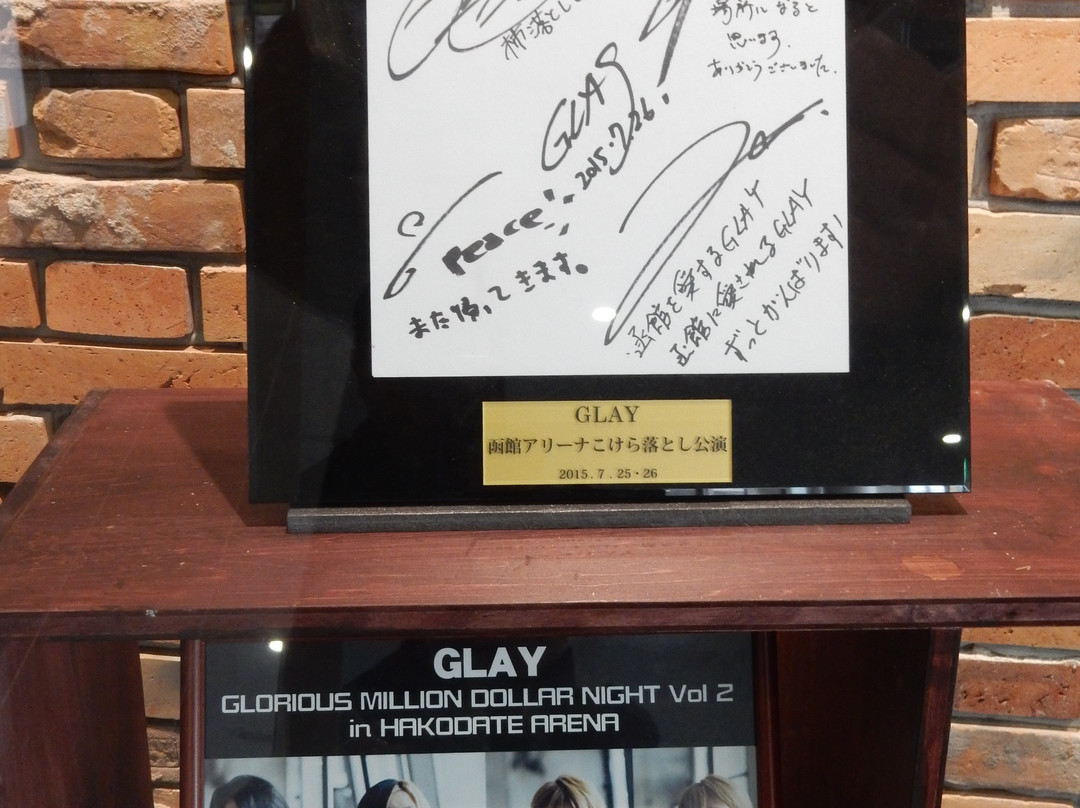 柿落とし
場所になると
思います。
ありがとうございました。
GLAY
2015.7.26.
Peace!!
また帰ってきます。
函館を愛するGLAY
函館に愛されるGLAY
ずっとがんばります!
GLAY
函館アリーナこけら落とし公演
2015.7.25・26
GLAY
GLORIOUS MILLION DOLLAR NIGHT Vol 2
in HAKODATE ARENA